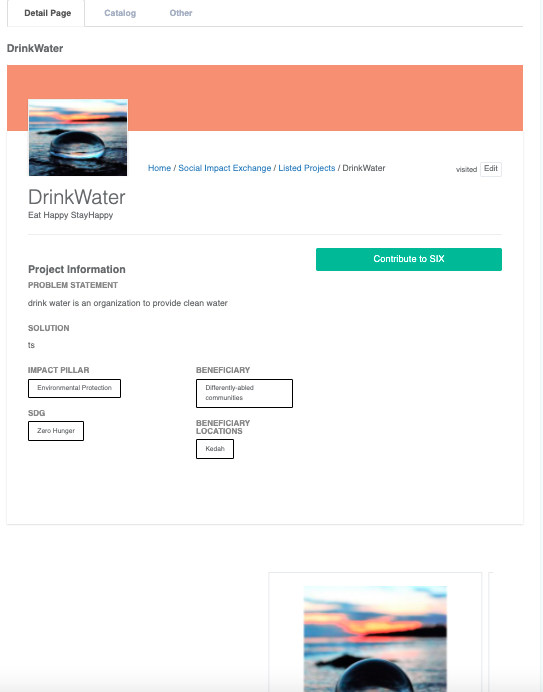 Detail Page Catalog Other
DrinkWater
Home / Social Impact Exchange / Listed Projects / DrinkWater
visited Edit
DrinkWater
Eat Happy StayHappy
Contribute to SIX
Project Information
PROBLEM STATEMENT
drink water is an organization to provide clean water
SOLUTION
ts
IMPACT PILLAR
Environmental Protection
SDG
Zero Hunger
BENEFICIARY
Differently-abled
communities
BENEFICIARY
LOCATIONS
Kedah